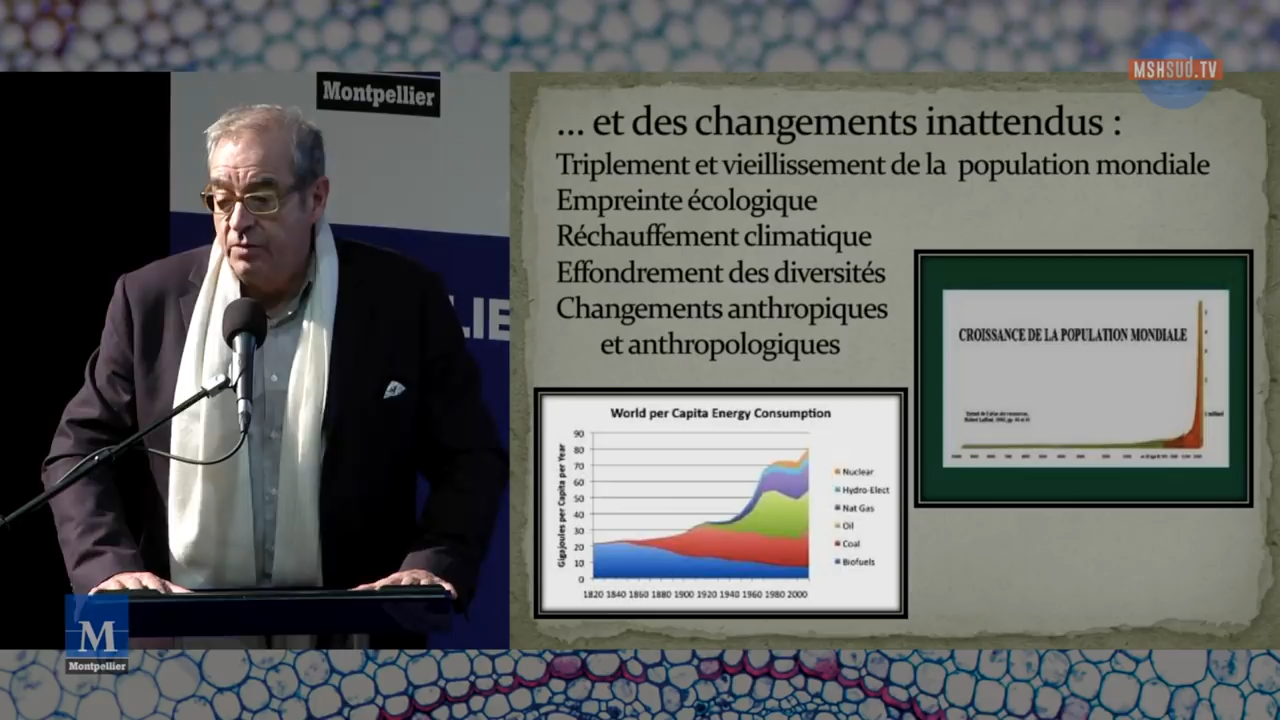 MSHSUD.TV
Montpellier
LIE
... et des changements inattendus :
Triplement et vieillissement de la population mondiale
Empreinte écologique
Réchauffement climatique
Effondrement des diversités
Changements anthropiques
et anthropologiques
CROISSANCE DE LA POPULATION MONDIALE
World per Capita Energy Consumption
Gigajoules per Capita per Year
90
80
70
60
50
40
30
20
10
0
1820 1840 1860 1880 1900 1920 1940 1960 1980 2000
Nuclear
Hydro-Elect
Nat Gas
Oil
Coal
Biofuels
M
Montpellier